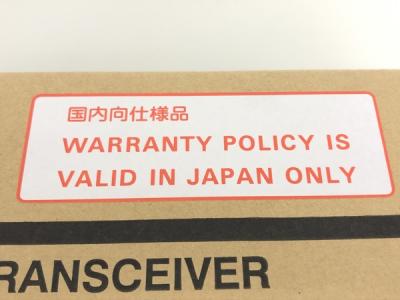 国内向仕様品
WARRANTY POLICY IS
VALID IN JAPAN ONLY
RANSCEIVER